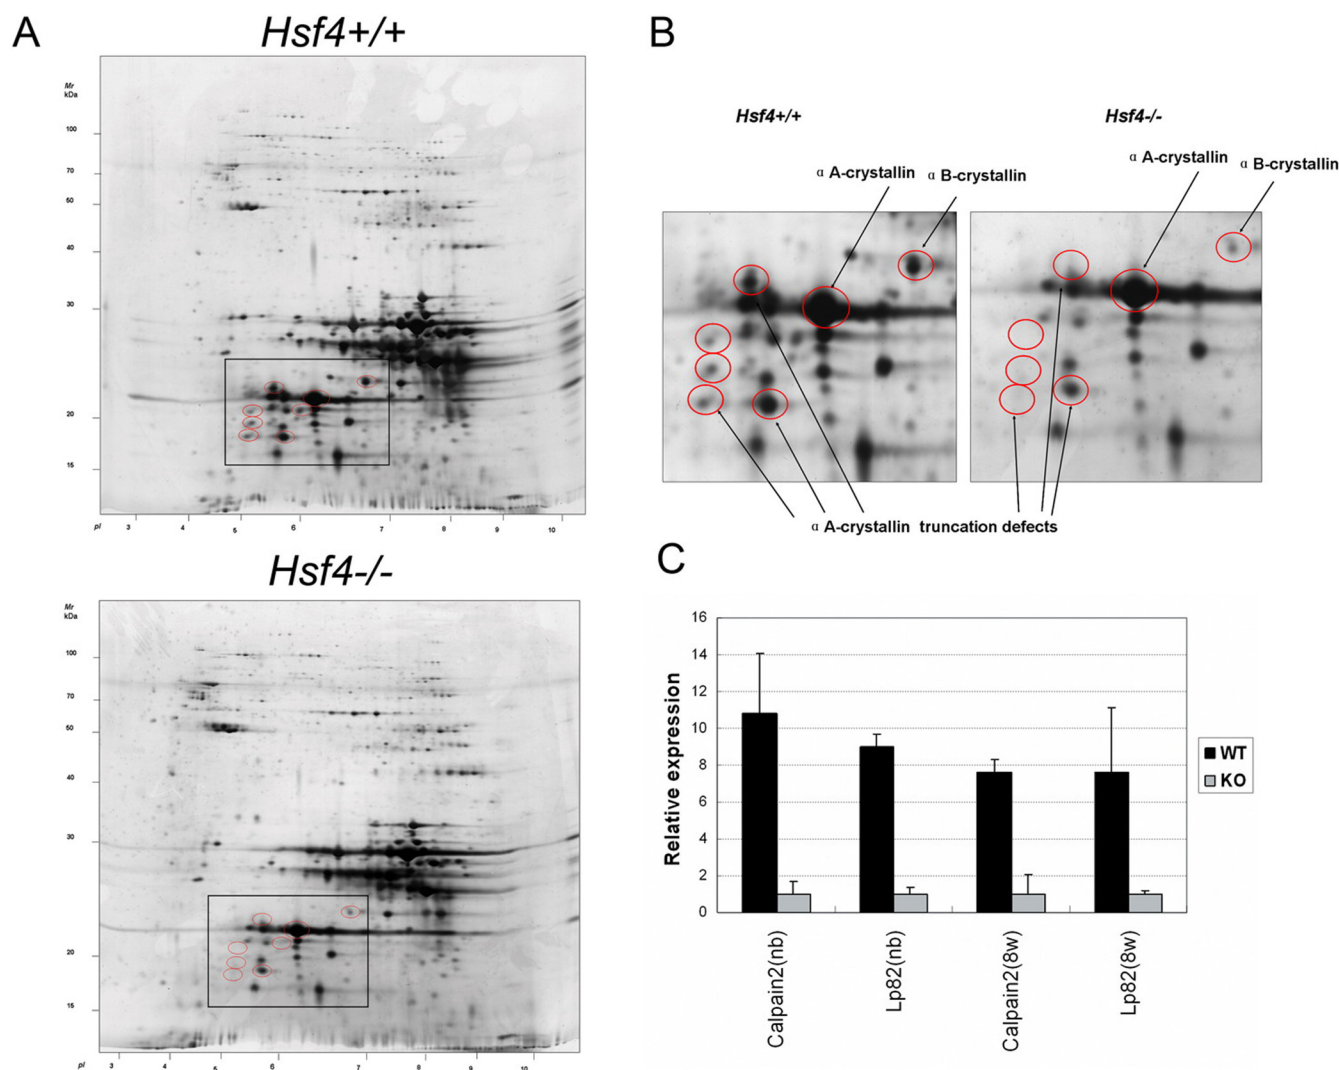 A
Hsf4+/+
Mr
kDa
100
70
50
40
30
20
15
pI 3 4 5 6 7 8 9 10
Hsf4-/-
Mr
kDa
100
70
50
40
30
20
15
pI 3 4 5 6 7 8 9 10
B
Hsf4+/+ Hsf4-/-
α A-crystallin α B-crystallin α A-crystallin α B-crystallin
α A-crystallin truncation defects
C
Relative expression
16
14
12
10
8
6
4
2
0
Calpain2(nb) Lp82(nb) Calpain2(8w) Lp82(8w)
WT
KO